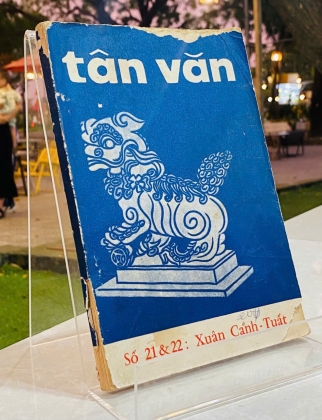 tân văn
Số 21 & 22 : Xuân Canh - Tuất